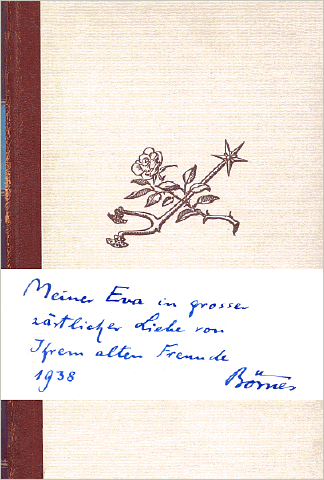 Meiner Eva in grosser
zärtlicher Liebe von
Ihrem alten Freunde
1938 Börries